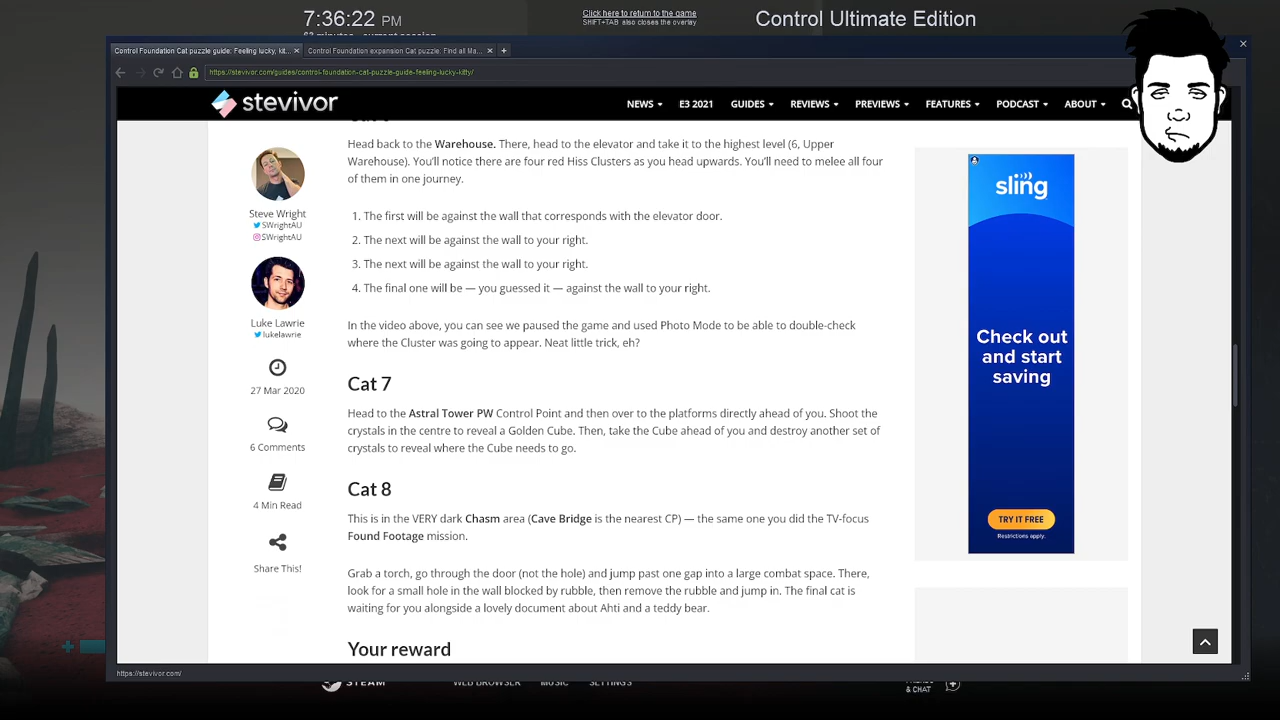 7:36:22 PM
Click here to return to the game
SHIFT+TAB also closes the overlay
Control Ultimate Edition
Control Foundation Cat puzzle guide: Feeling lucky, kit...
Control Foundation expansion Cat puzzle: Find all Ma...
https://stevivor.com/guides/control-foundation-cat-puzzle-guide-feeling-lucky-kitty/
stevivor
NEWS
E3 2021
GUIDES
REVIEWS
PREVIEWS
FEATURES
PODCAST
ABOUT
Steve Wright
SWrightAU
SWrightAU
Luke Lawrie
lukelawrie
27 Mar 2020
6 Comments
4 Min Read
Share This!
Head back to the Warehouse. There, head to the elevator and take it to the highest level (6, Upper
Warehouse). You'll notice there are four red Hiss Clusters as you head upwards. You'll need to melee all four
of them in one journey.
1. The first will be against the wall that corresponds with the elevator door.
2. The next will be against the wall to your right.
3. The next will be against the wall to your right.
4. The final one will be — you guessed it — against the wall to your right.
In the video above, you can see we paused the game and used Photo Mode to be able to double-check
where the Cluster was going to appear. Neat little trick, eh?
Cat 7
Head to the Astral Tower PW Control Point and then over to the platforms directly ahead of you. Shoot the
crystals in the centre to reveal a Golden Cube. Then, take the Cube ahead of you and destroy another set of
crystals to reveal where the Cube needs to go.
Cat 8
This is in the VERY dark Chasm area (Cave Bridge is the nearest CP) — the same one you did the TV-focus
Found Footage mission.
Grab a torch, go through the door (not the hole) and jump past one gap into a large combat space. There,
look for a small hole in the wall blocked by rubble, then remove the rubble and jump in. The final cat is
waiting for you alongside a lovely document about Ahti and a teddy bear.
Your reward
sling
Check out
and start
saving
TRY IT FREE
Restrictions apply.
https://stevivor.com/
STEAM
WEB BROWSER
MUSIC
SETTINGS
& CHAT